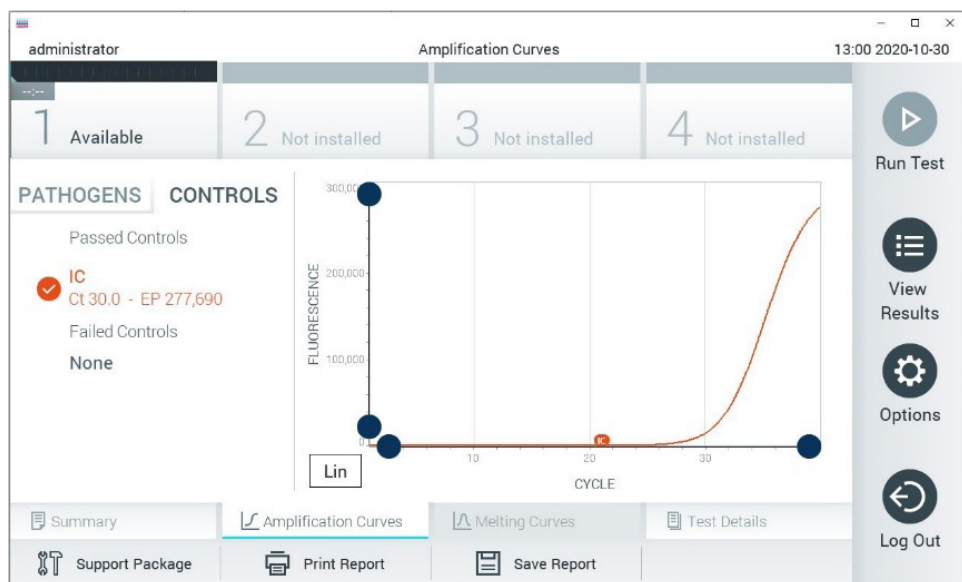 administrator
Amplification Curves
13:00 2020-10-30
--:--
1 Available
2 Not installed
3 Not installed
4 Not installed
Run Test
PATHOGENS
CONTROLS
Passed Controls
IC
Ct 30.0 - EP 277,690
Failed Controls
None
FLUORESCENCE
300,00
200,000
100,000
0
IC
10
20
30
CYCLE
Lin
View
Results
Options
Log Out
Summary
Amplification Curves
Melting Curves
Test Details
Support Package
Print Report
Save Report